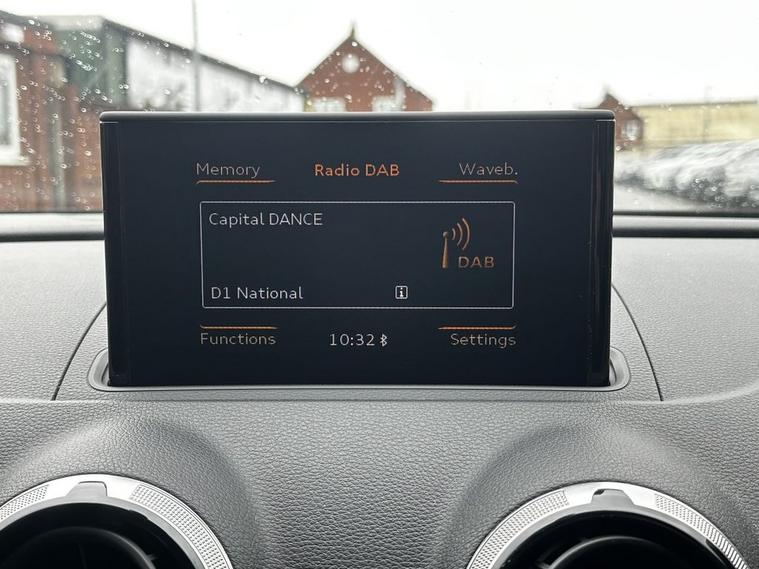 Memory Radio DAB Waveb.
Capital DANCE
DAB
D1 National i
Functions 10:32 Settings